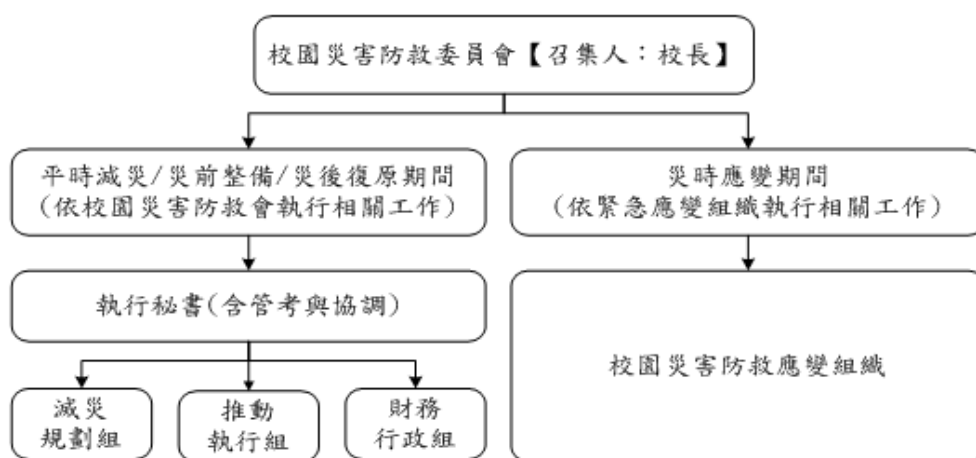 校園災害防救委員會【召集人：校長】
平時減災/災前整備/災後復原期間
(依校園災害防救會執行相關工作)
災時應變期間
(依緊急應變組織執行相關工作)
執行秘書(含管考與協調)
校園災害防救應變組織
減災
規劃組
推動
執行組
財務
行政組